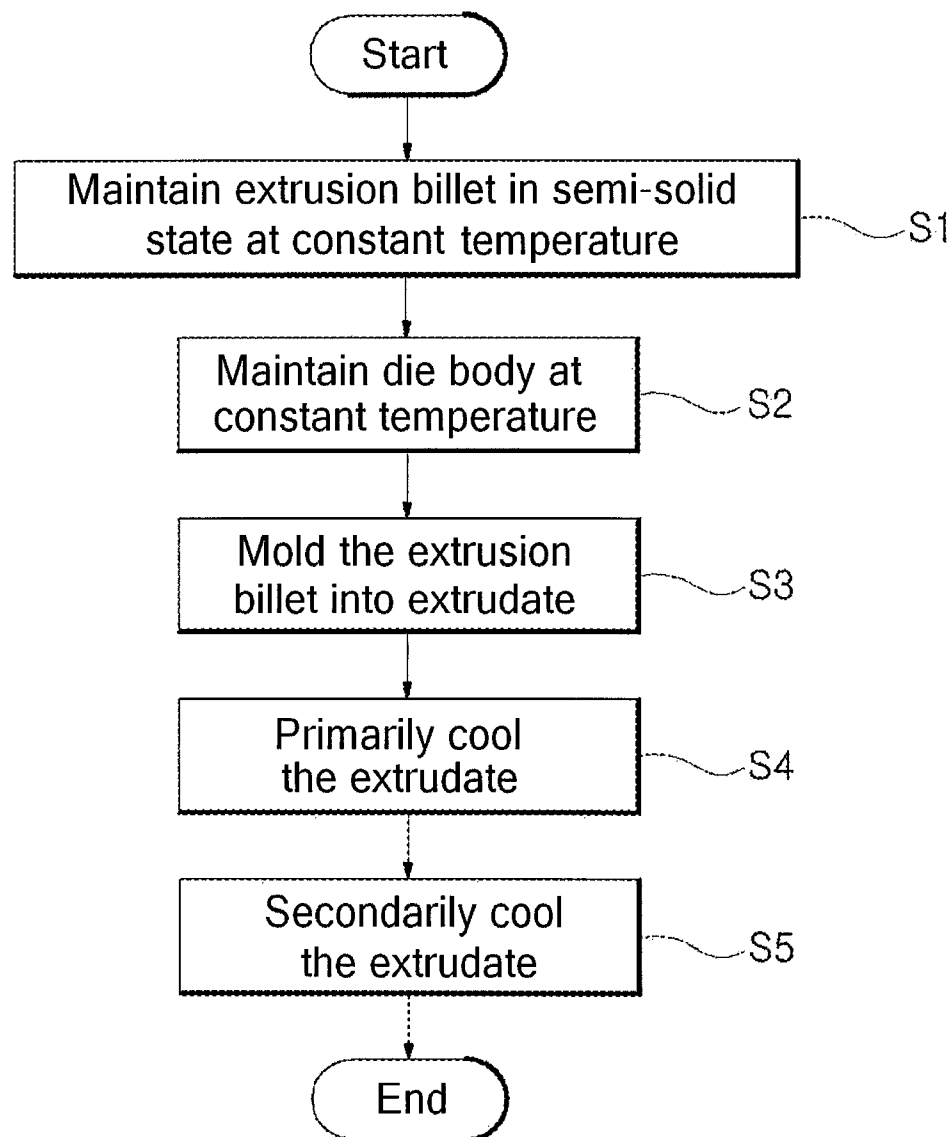 Start
Maintain extrusion billet in semi-solid
state at constant temperature
S1
Maintain die body at
constant temperature
S2
Mold the extrusion
billet into extrudate
S3
Primarily cool
the extrudate
S4
Secondarily cool
the extrudate
S5
End